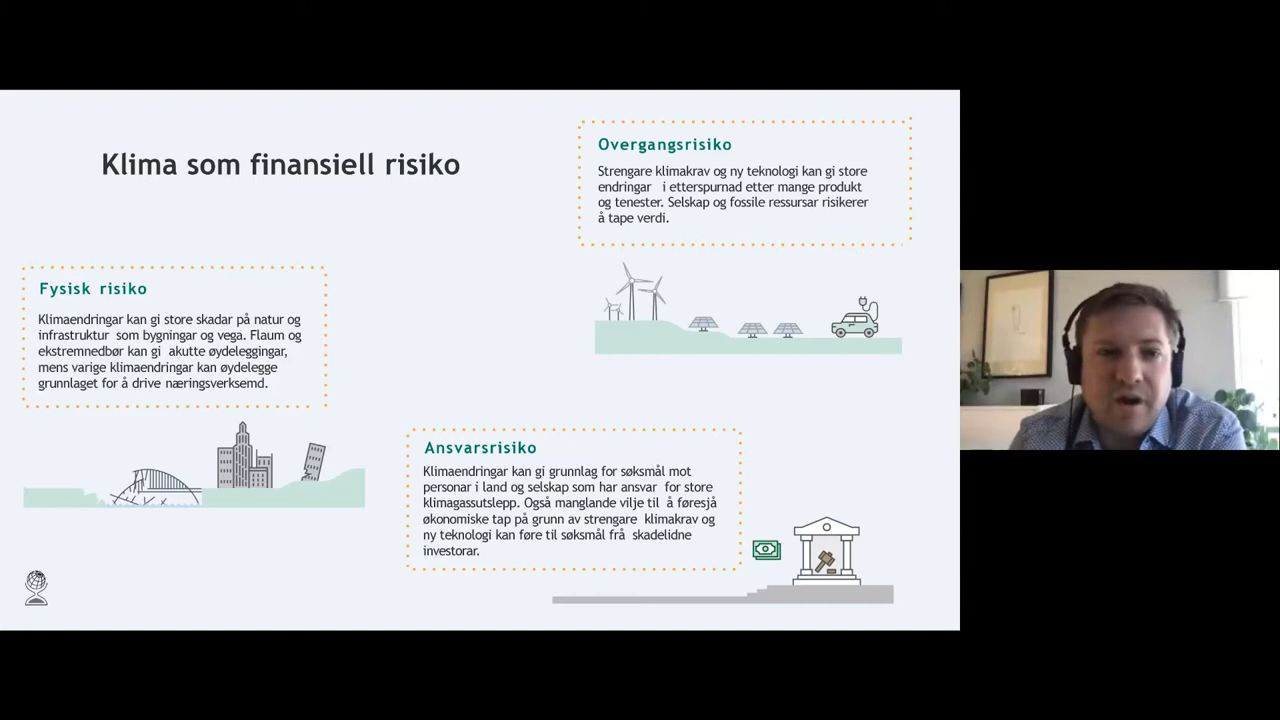 Klima som finansiell risiko
Overgangsrisiko
Strengare klimakrav og ny teknologi kan gi store
endringar i etterspurnad etter mange produkt
og tenester. Selskap og fossile ressursar risikerer
å tape verdi.
Fysisk risiko
Klimaendringar kan gi store skadar på natur og
infrastruktur som bygningar og vega. Flaum og
ekstremnedbør kan gi akutte øydeleggingar,
mens varige klimaendringar kan øydelegge
grunnlaget for å drive næringsverksemd.
Ansvarsrisiko
Klimaendringar kan gi grunnlag for søksmål mot
personar i land og selskap som har ansvar for store
klimagassutslepp. Også manglande vilje til å føresjå
økonomiske tap på grunn av strengare klimakrav og
ny teknologi kan føre til søksmål frå skadelidne
investorar.